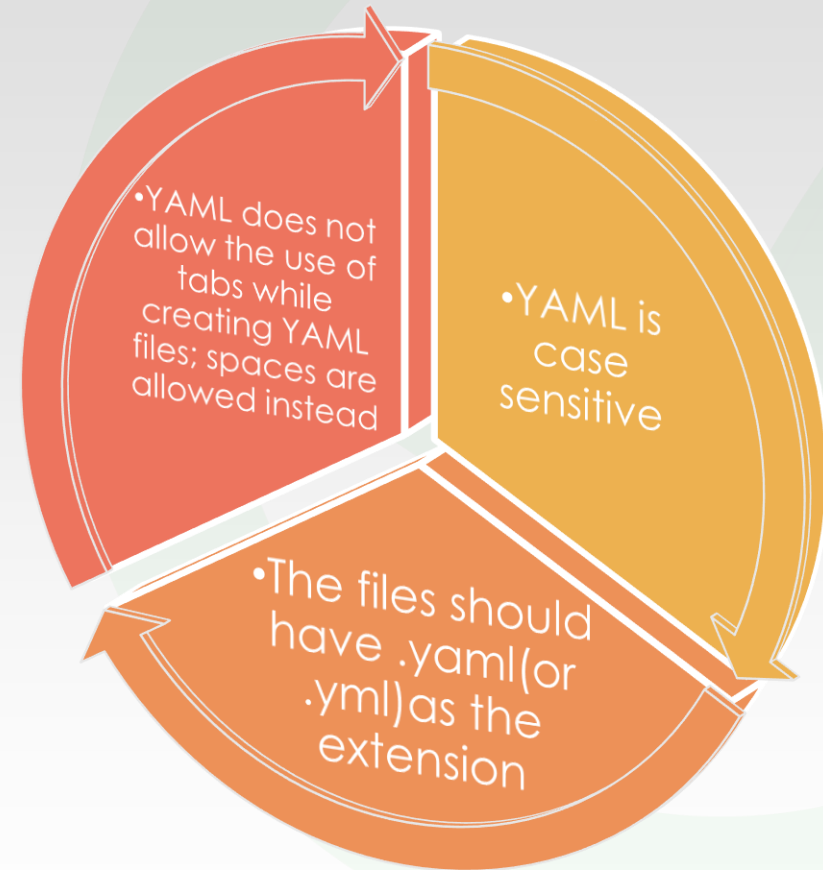 •YAML does not
allow the use of
tabs while
creating YAML
files; spaces are
allowed instead
•YAML is
case
sensitive
•The files should
have .yaml(or
.yml)as the
extension